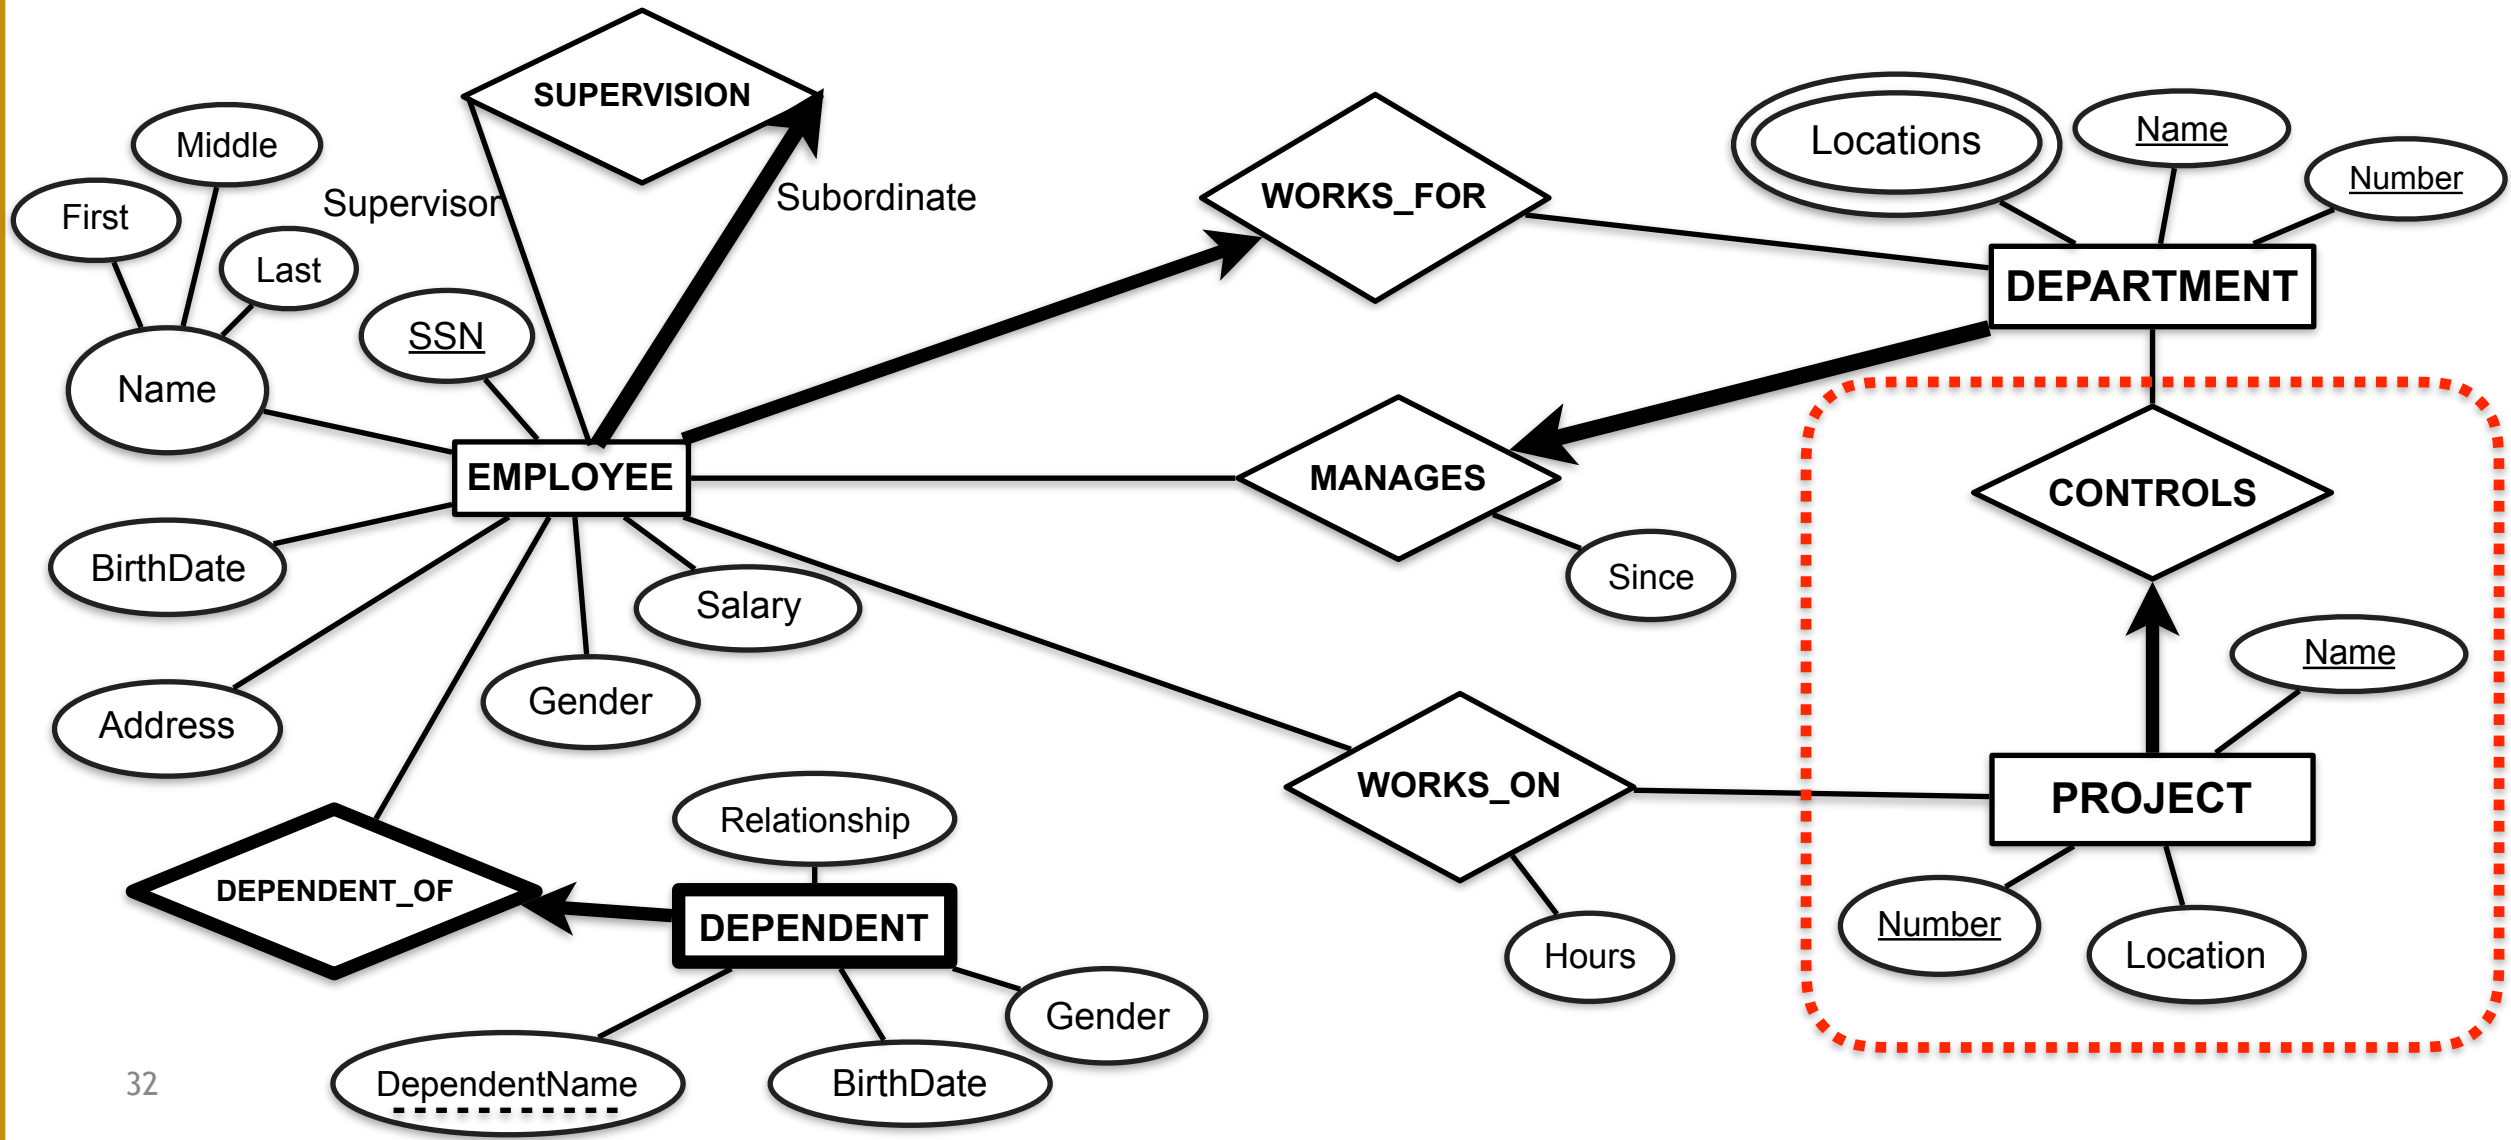 SUPERVISION
Middle
Locations
Name
Number
First
Supervisor
Subordinate
WORKS_FOR
Last
SSN
DEPARTMENT
Name
EMPLOYEE
MANAGES
CONTROLS
BirthDate
Since
Salary
Name
Address
Gender
WORKS_ON
PROJECT
Relationship
DEPENDENT_OF
DEPENDENT
Number
Hours
Location
Gender
32
DependentName
BirthDate